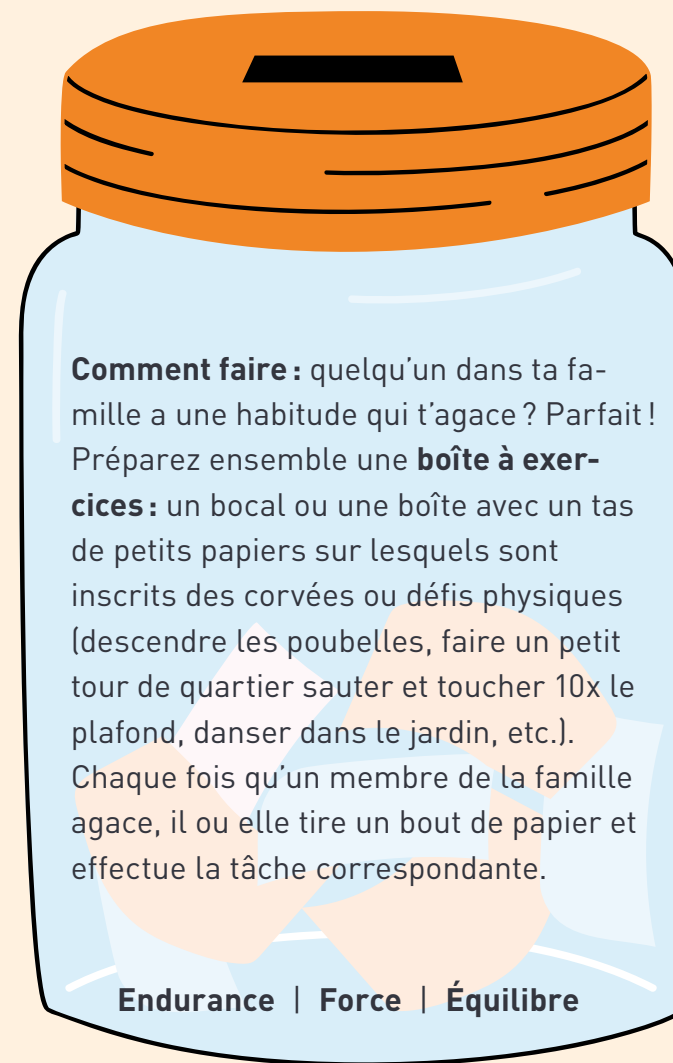 Comment faire : quelqu’un dans ta fa-
mille a une habitude qui t’agace ? Parfait !
Préparez ensemble une boîte à exer-
cices : un bocal ou une boîte avec un tas
de petits papiers sur lesquels sont
inscrits des corvées ou défis physiques
(descendre les poubelles, faire un petit
tour de quartier sauter et toucher 10x le
plafond, danser dans le jardin, etc.).
Chaque fois qu’un membre de la famille
agace, il ou elle tire un bout de papier et
effectue la tâche correspondante.
Endurance | Force | Équilibre